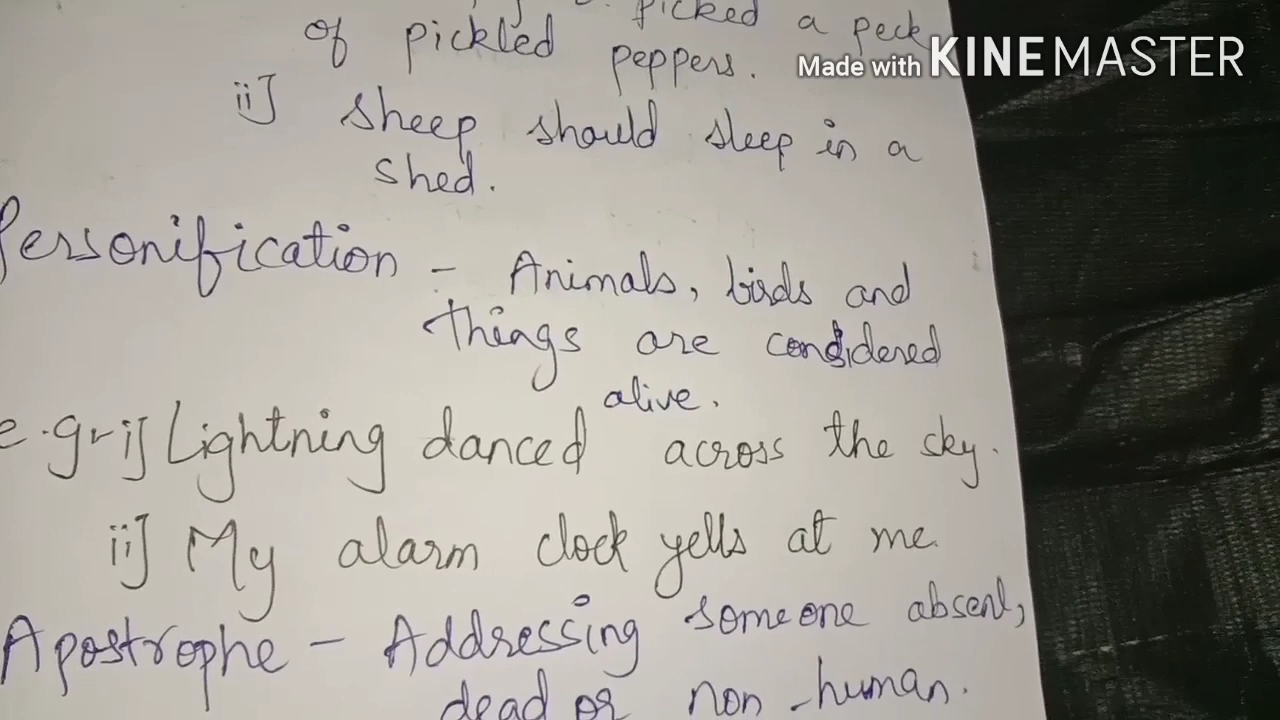 picked a peck
of pickled peppers.
Made with KINEMASTER
ii] sheep should sleep in a
shed.
Personification - Animals, birds and
things are considered
alive.
e.g - i] Lightning danced across the sky.
ii] My alarm clock yells at me.
Apostrophe - Addressing someone absent,
dead or non-human.